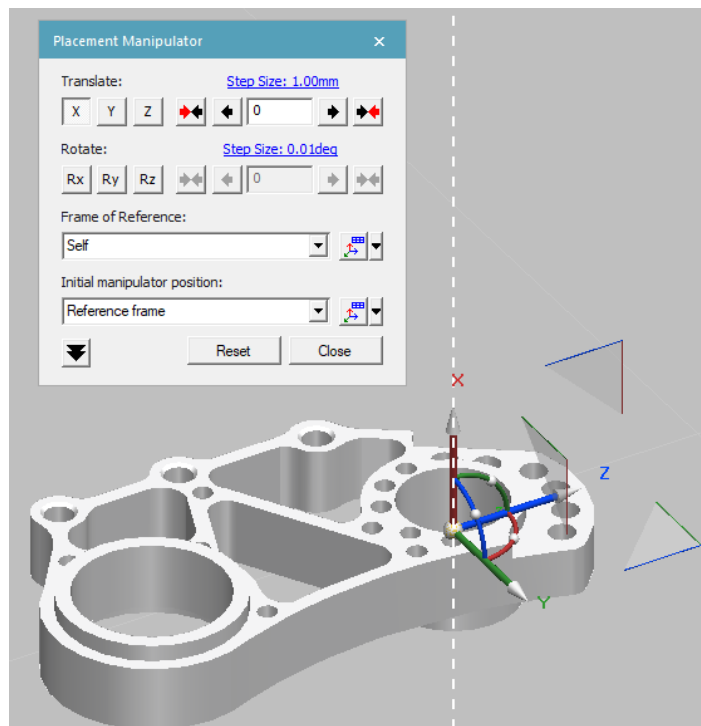 Placement Manipulator
Translate: Step Size: 1.00mm
X Y Z 0
Rotate: Step Size: 0.01deg
Rx Ry Rz 0
Frame of Reference:
Self
Initial manipulator position:
Reference frame
Reset Close
X
Z
Y